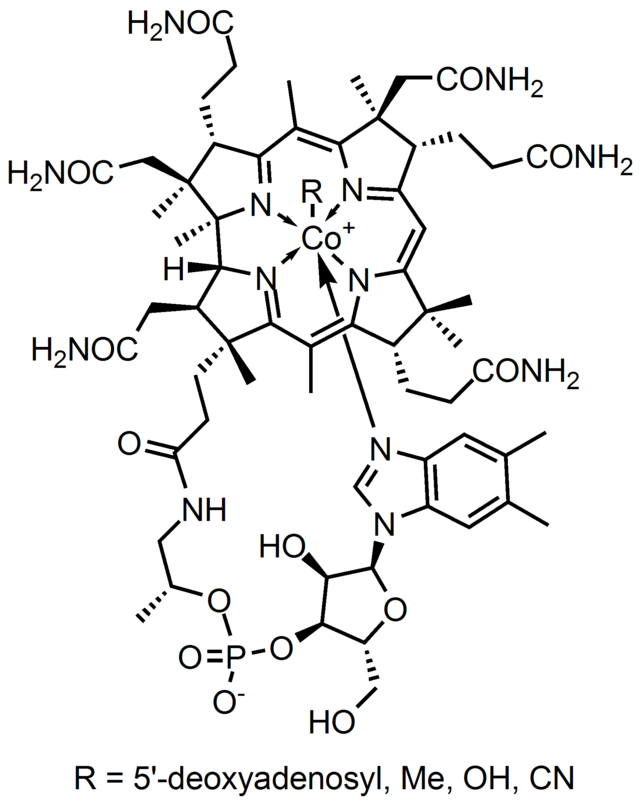 H2NOC
CONH2
H2NOC
CONH2
N
R
N
Co+
H
N
N
H2NOC
CONH2
O
N
NH
N
HO
O
O
O=P
O
O-
HO
R = 5'-deoxyadenosyl, Me, OH, CN